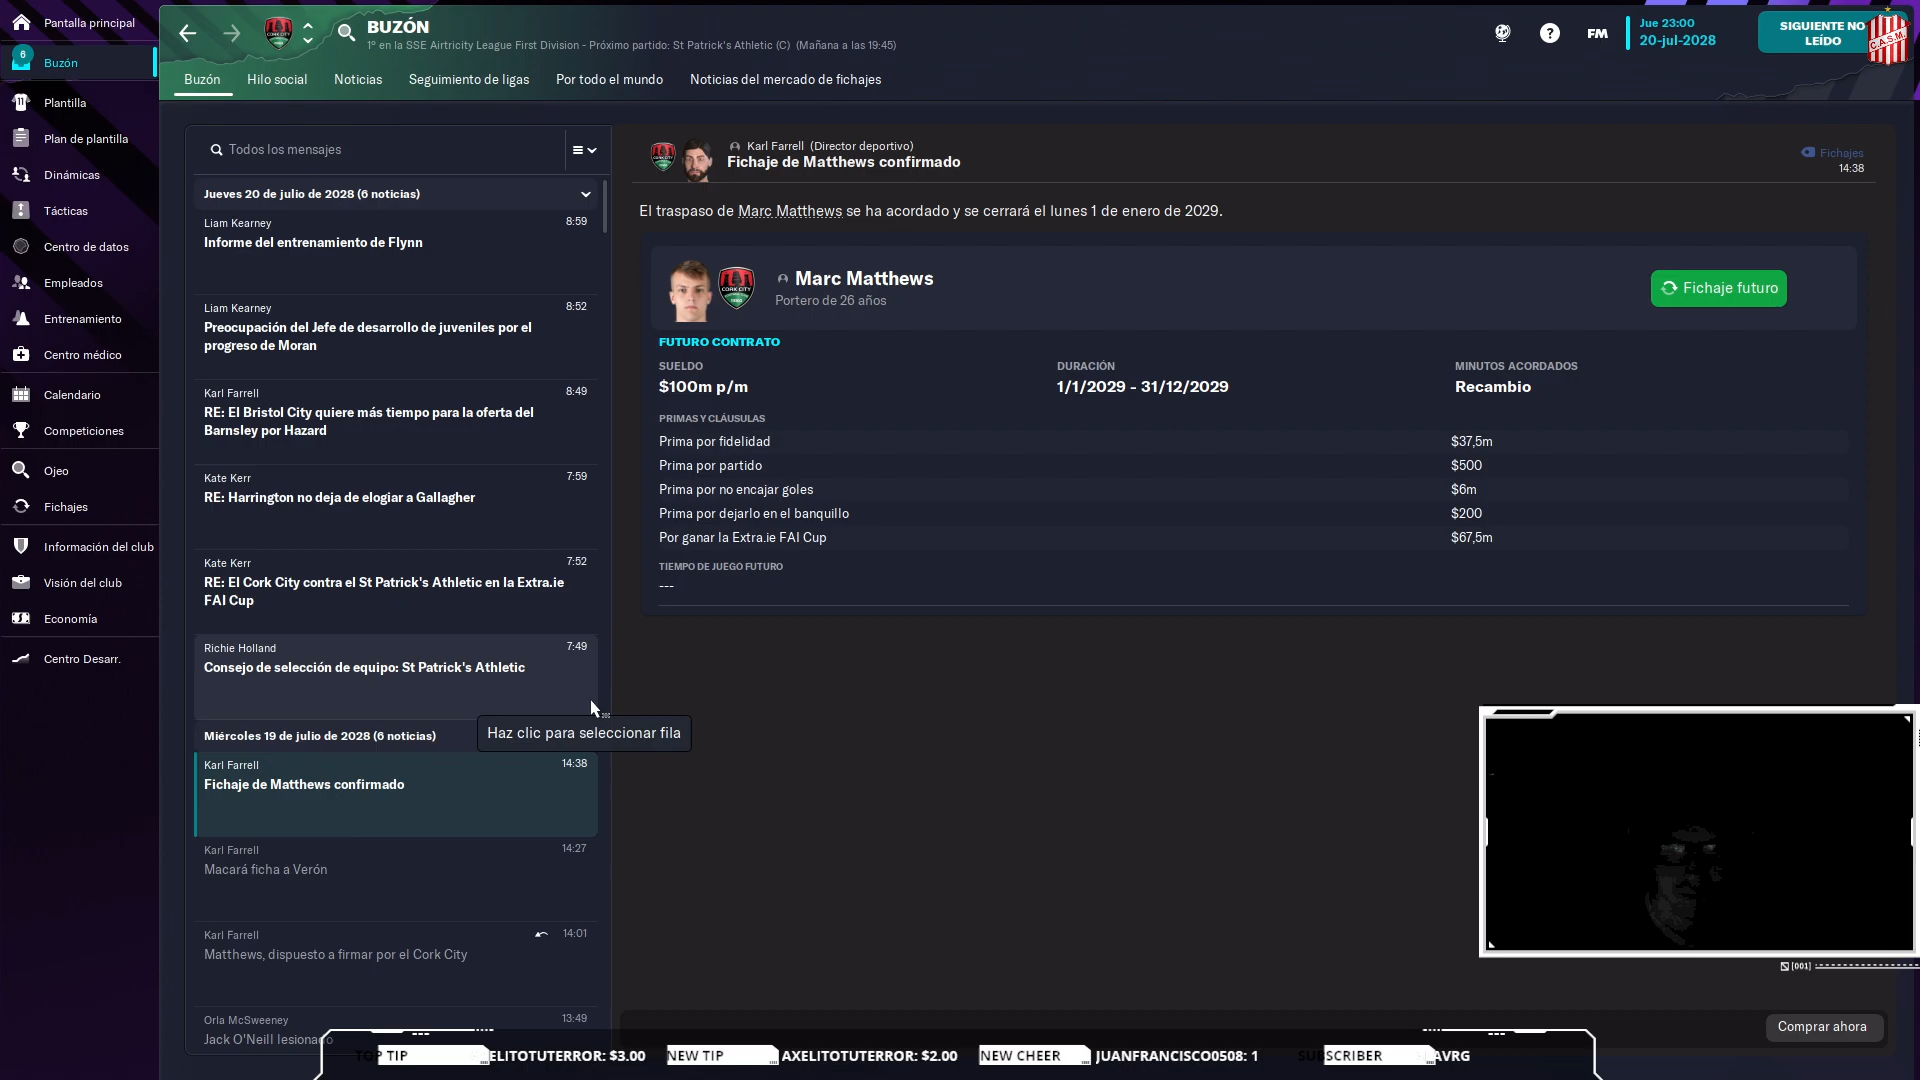 Pantalla principal
6
Buzón
Plantilla
Plan de plantilla
Dinámicas
Tácticas
Centro de datos
Empleados
Entrenamiento
Centro médico
Calendario
Competiciones
Ojeo
Fichajes
Información del club
Visión del club
Economía
Centro Desarr.
BUZÓN
1º en la SSE Airtricity League First Division - Próximo partido: St Patrick's Athletic (C) (Mañana a las 19:45)
FM
Jue 23:00
20-jul-2028
SIGUIENTE NO
LEÍDO
C.A.S.M.
Buzón
Hilo social
Noticias
Seguimiento de ligas
Por todo el mundo
Noticias del mercado de fichajes
Todos los mensajes
Jueves 20 de julio de 2028 (6 noticias)
Liam Kearney 8:59
Informe del entrenamiento de Flynn
Liam Kearney 8:52
Preocupación del Jefe de desarrollo de juveniles por el
progreso de Moran
Karl Farrell 8:49
RE: El Bristol City quiere más tiempo para la oferta del
Barnsley por Hazard
Kate Kerr 7:59
RE: Harrington no deja de elogiar a Gallagher
Kate Kerr 7:52
RE: El Cork City contra el St Patrick's Athletic en la Extra.ie
FAI Cup
Richie Holland 7:49
Consejo de selección de equipo: St Patrick's Athletic
Haz clic para seleccionar fila
Miércoles 19 de julio de 2028 (6 noticias)
Karl Farrell 14:38
Fichaje de Matthews confirmado
Karl Farrell 14:27
Macará ficha a Verón
Karl Farrell 14:01
Matthews, dispuesto a firmar por el Cork City
Orla McSweeney 13:49
Jack O'Neill lesionado
Karl Farrell (Director deportivo)
Fichaje de Matthews confirmado
Fichajes
14:38
El traspaso de Marc Matthews se ha acordado y se cerrará el lunes 1 de enero de 2029.
CORK CITY
Marc Matthews
Portero de 26 años
Fichaje futuro
FUTURO CONTRATO
SUELDO DURACIÓN MINUTOS ACORDADOS
$100m p/m 1/1/2029 - 31/12/2029 Recambio
PRIMAS Y CLÁUSULAS
Prima por fidelidad $37,5m
Prima por partido $500
Prima por no encajar goles $6m
Prima por dejarlo en el banquillo $200
Por ganar la Extra.ie FAI Cup $67,5m
TIEMPO DE JUEGO FUTURO
---
[001]
Comprar ahora
TOP TIP
ELITOTUTERROR: $3.00
NEW TIP
AXELITOTUTERROR: $2.00
NEW CHEER
JUANFRANCISCO0508: 1
SUBSCRIBER
AVRG